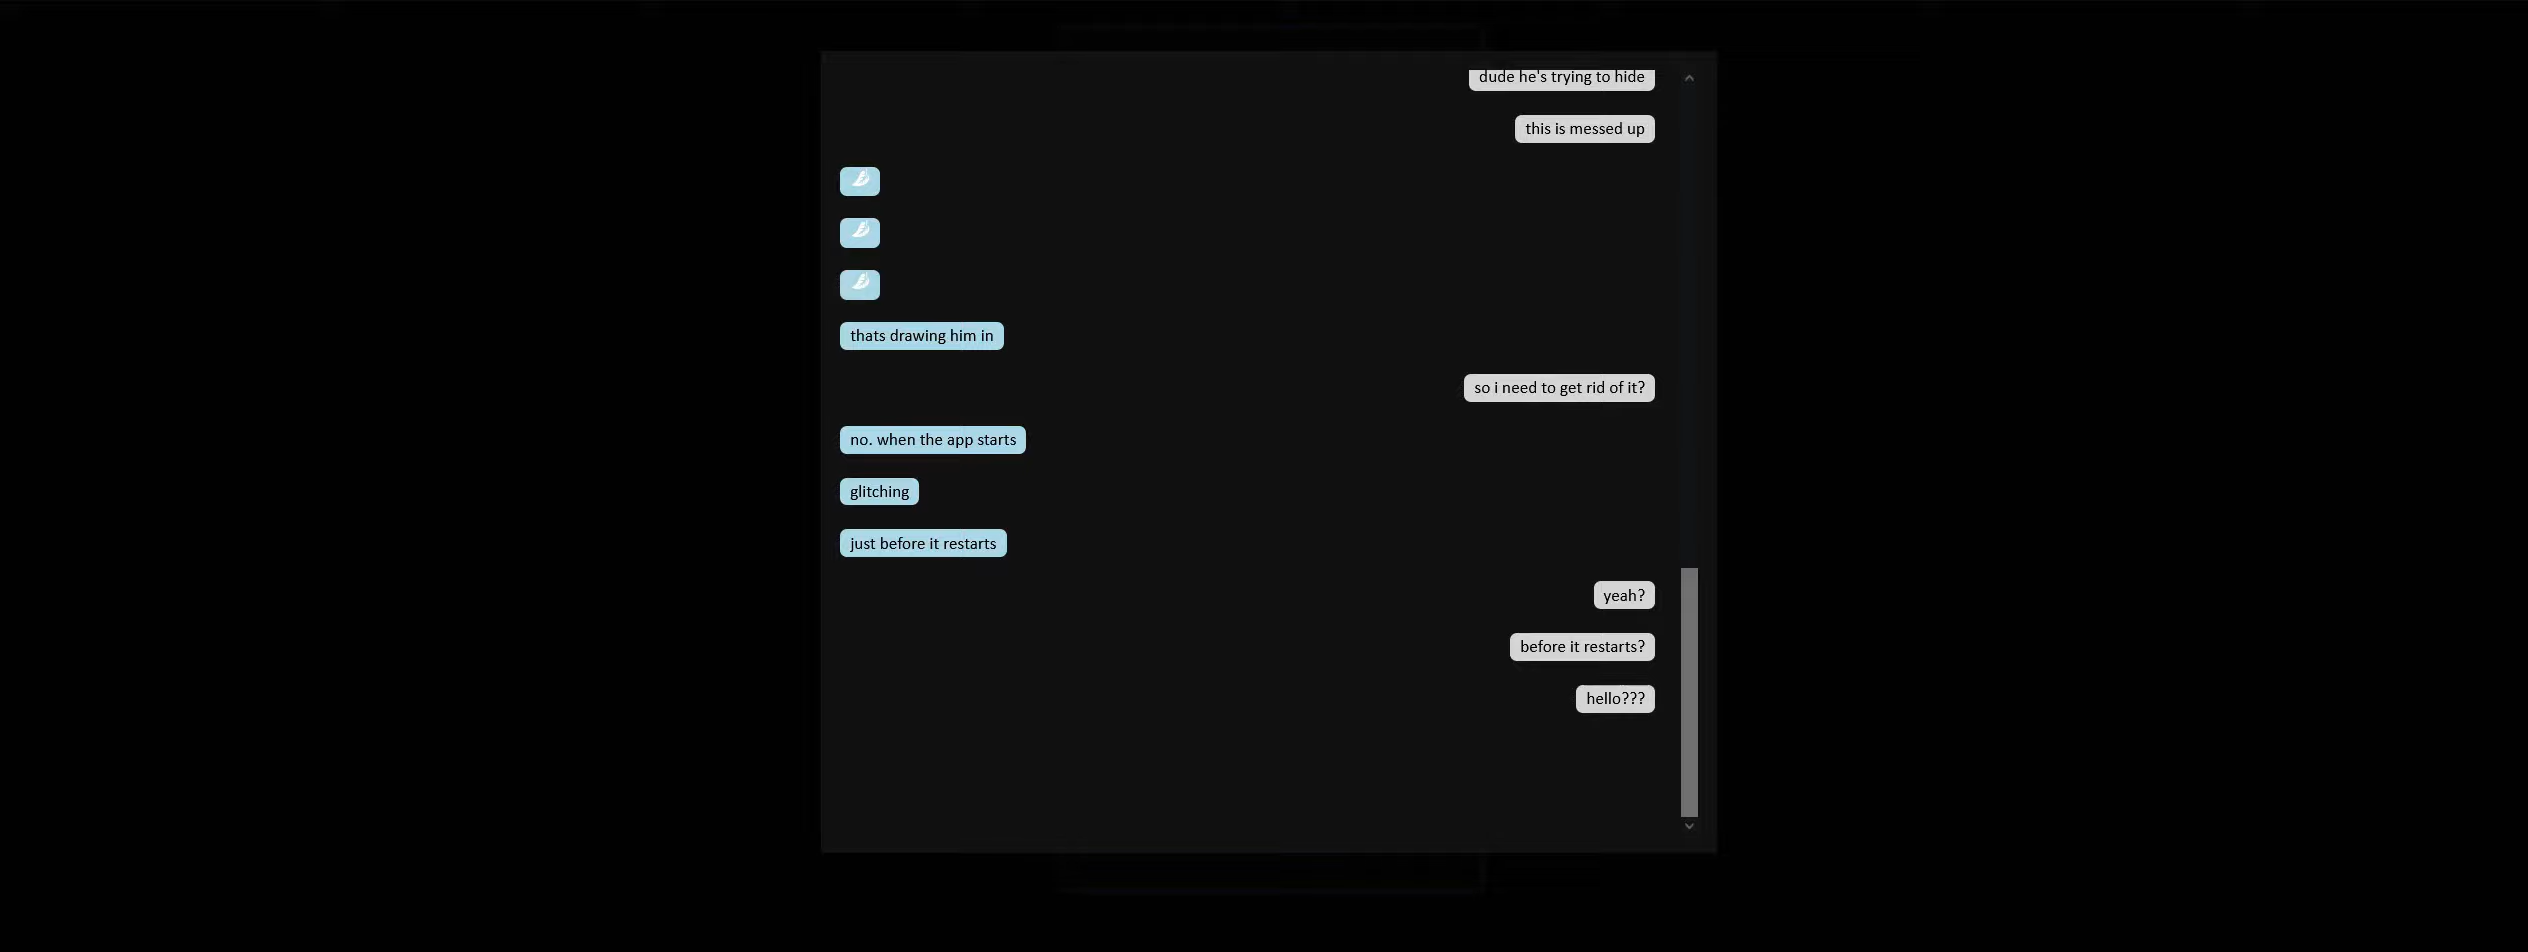 dude he's trying to hide
this is messed up
thats drawing him in
so i need to get rid of it?
no. when the app starts
glitching
just before it restarts
yeah?
before it restarts?
hello???